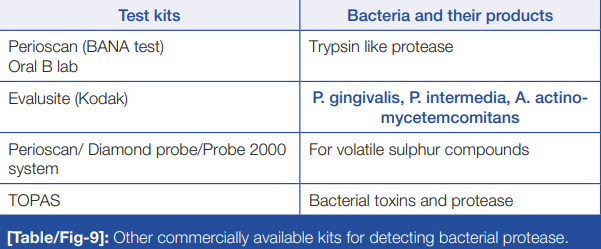 Test kits
Bacteria and their products
Perioscan (BANA test)
Oral B lab
Trypsin like protease
Evalusite (Kodak)
P. gingivalis, P. intermedia, A. actino-
mycetemcomitans
Perioscan/ Diamond probe/Probe 2000
system
For volatile sulphur compounds
TOPAS
Bacterial toxins and protease
[Table/Fig-9]: Other commercially available kits for detecting bacterial protease.